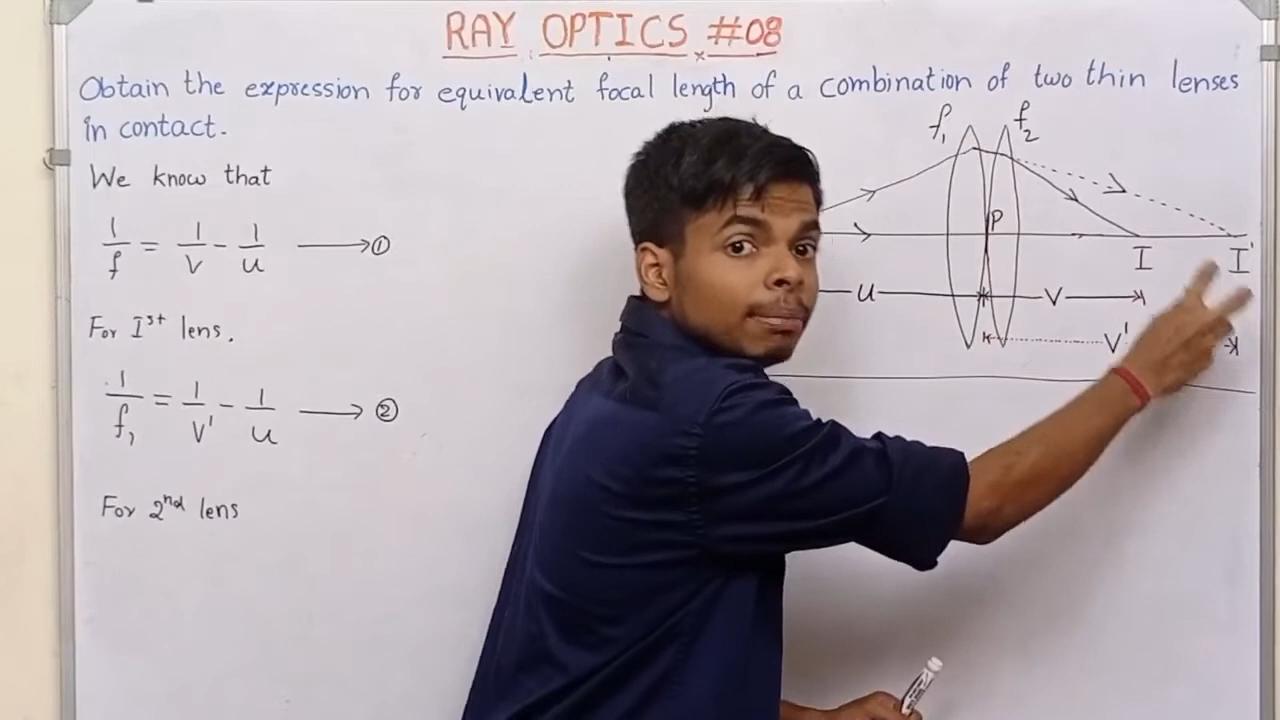 RAY OPTICS #08
Obtain the expression for equivalent focal length of a combination of two thin lenses
in contact.
We know that
1/f = 1/v - 1/u ⟶ ①
For Iˢᵗ lens,
1/f₁ = 1/v' - 1/u ⟶ ②
For 2ⁿᵈ lens
f₁ f₂
P
I I'
u v
v'